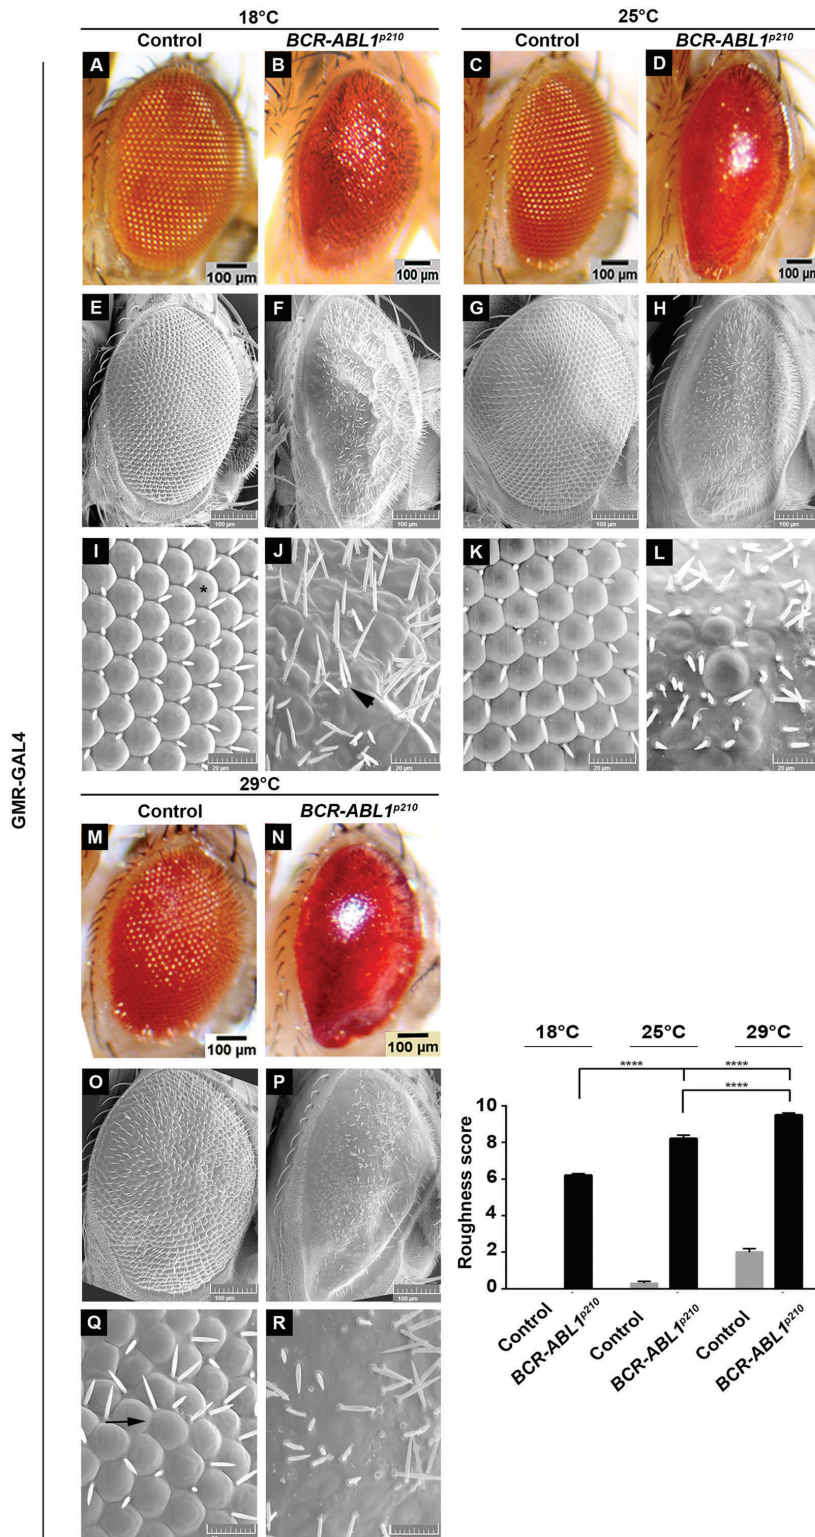 18°C
25°C
Control
BCR-ABL1p210
Control
BCR-ABL1p210
A
B
C
D
100 µm
100 µm
100 µm
100 µm
E
F
G
H
100 µm
100 µm
100 µm
100 µm
I
J
K
L
*
20 µm
20 µm
20 µm
20 µm
GMR-GAL4
29°C
Control
BCR-ABL1p210
M
N
100 µm
100 µm
O
P
100 µm
100 µm
Q
R
18°C
25°C
29°C
****
****
****
Roughness score
10
8
6
4
2
0
Control
BCR-ABL1p210
Control
BCR-ABL1p210
Control
BCR-ABL1p210